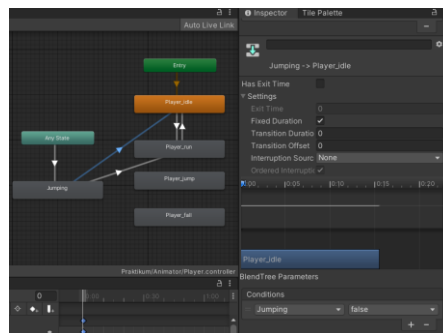 Auto Live Link
Entry
Player_idle
Any State
Player_run
Jumping
Player_jump
Player_fall
Praktikum/Animator/Player.controller
0
Inspector
Tile Palette
Jumping -> Player_idle
Has Exit Time
Settings
Exit Time 0
Fixed Duration
Transition Duratio 0
Transition Offset 0
Interruption Sourc None
Ordered Interrupti
0:00 0:05 0:10 0:15 0:20
Player_idle
BlendTree Parameters
Conditions
Jumping false
+ -